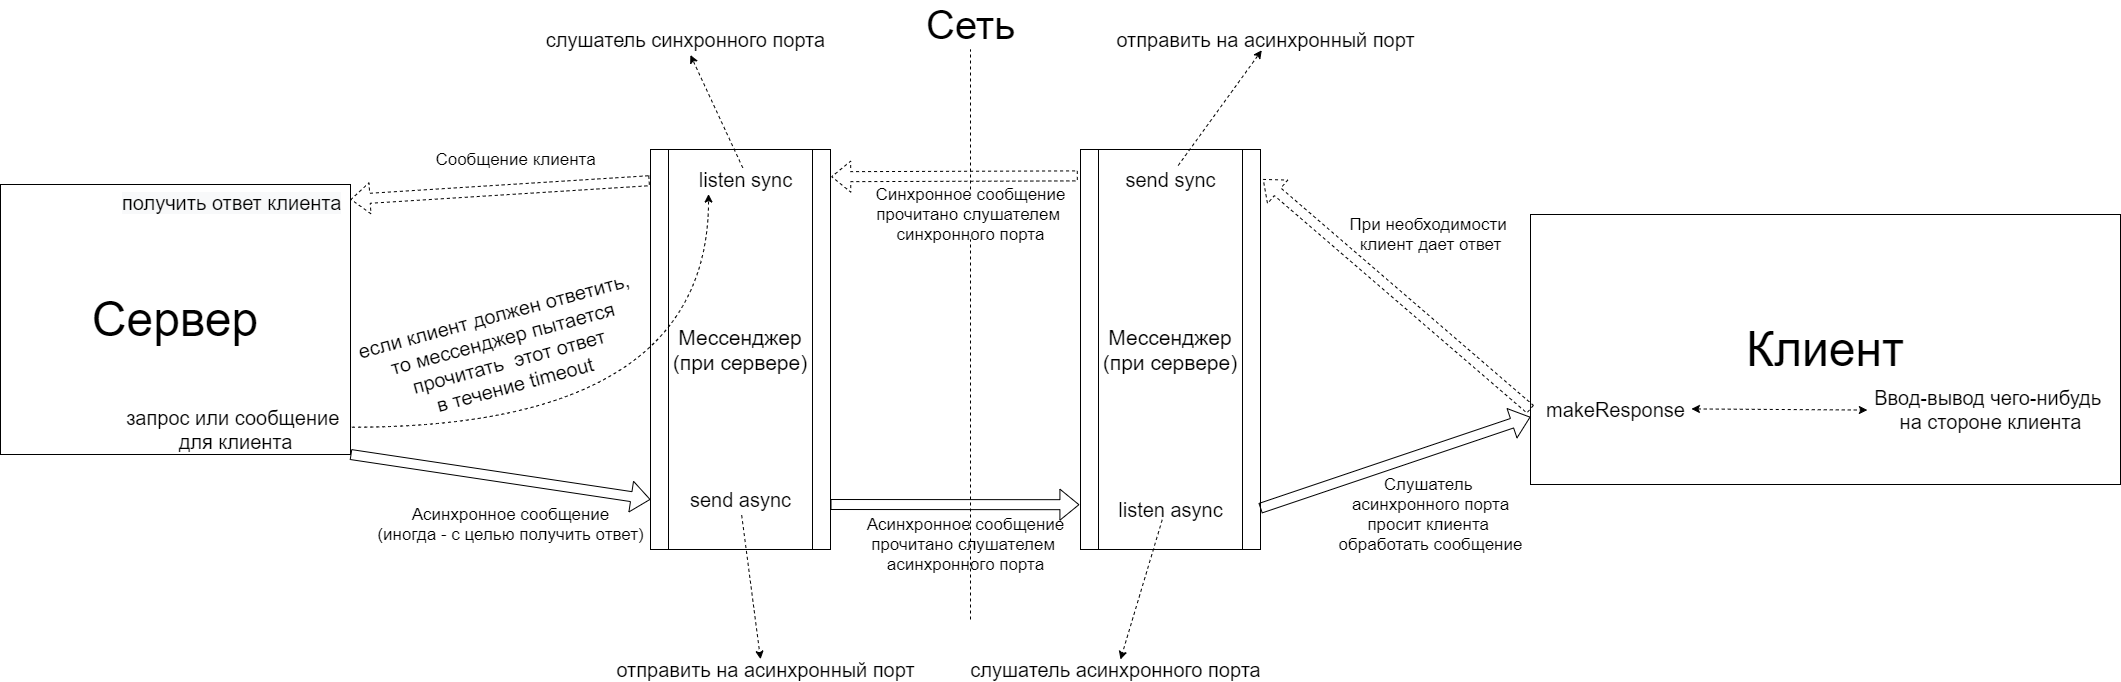 Сеть
слушатель синхронного порта
отправить на асинхронный порт
Сообщение клиента
listen sync
send sync
получить ответ клиента
Синхронное сообщение
прочитано слушателем
синхронного порта
При необходимости
клиент дает ответ
Сервер
если клиент должен ответить,
то мессенджер пытается
прочитать этот ответ
в течение timeout
Мессенджер
(при сервере)
Мессенджер
(при сервере)
Клиент
запрос или сообщение
для клиента
makeResponse
Ввод-вывод чего-нибудь
на стороне клиента
send async
listen async
Асинхронное сообщение
(иногда - с целью получить ответ)
Асинхронное сообщение
прочитано слушателем
асинхронного порта
Слушатель
асинхронного порта
просит клиента
обработать сообщение
отправить на асинхронный порт
слушатель асинхронного порта